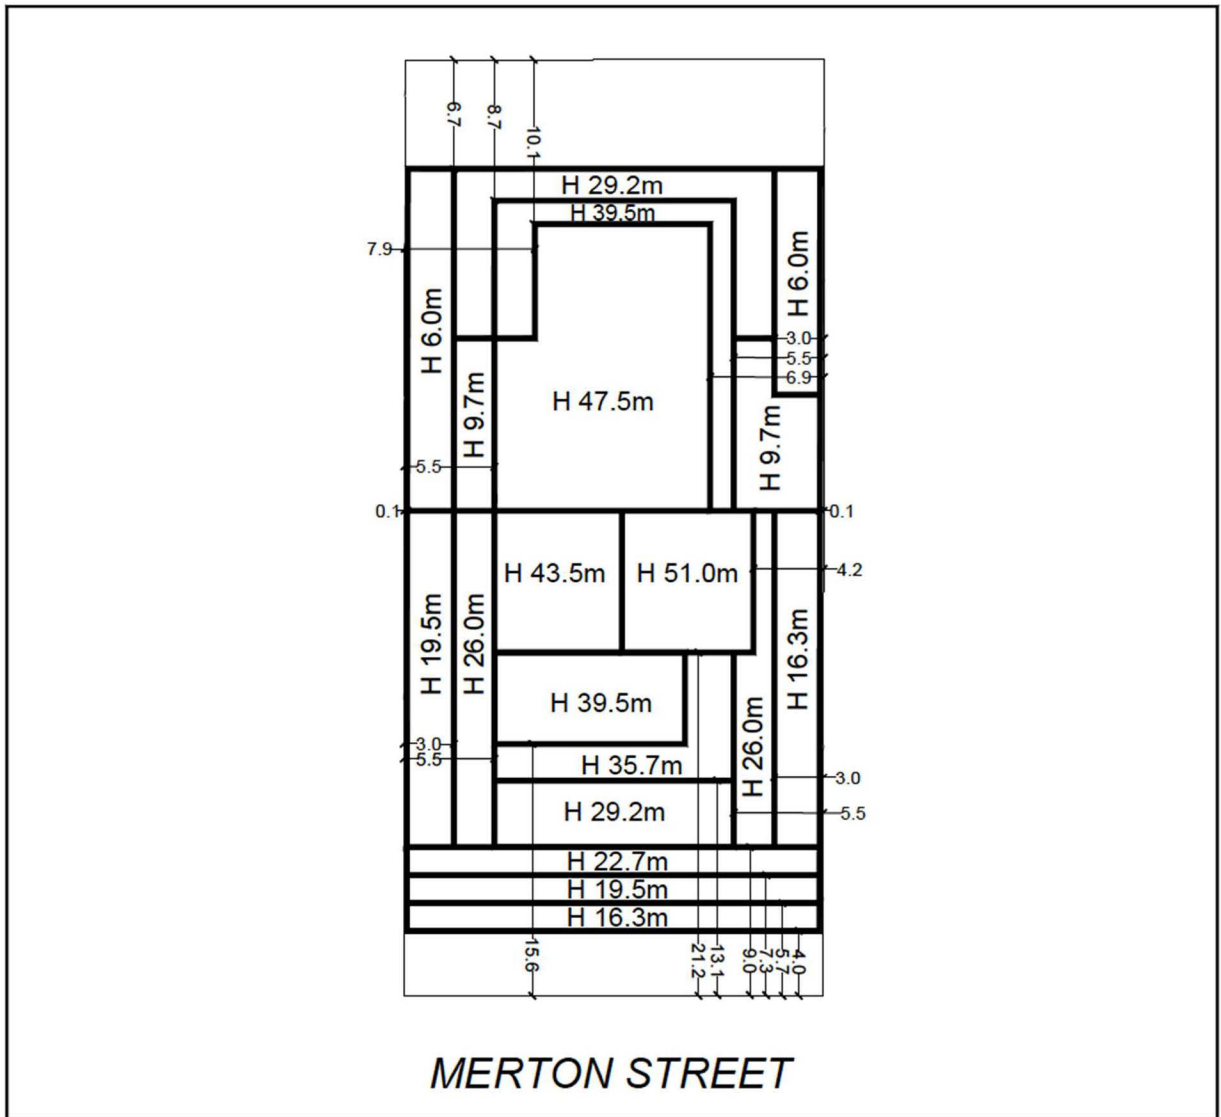 6.7
8.7
10.1
H 29.2m
H 39.5m
7.9
H 6.0m
H 6.0m
3.0
5.5
6.9
H 47.5m
H 9.7m
H 9.7m
5.5
0.1
0.1
H 43.5m
H 51.0m
4.2
H 19.5m
H 26.0m
H 16.3m
H 39.5m
H 26.0m
3.0
5.5
H 35.7m
3.0
H 29.2m
5.5
H 22.7m
H 19.5m
H 16.3m
15.6
21.2
13.1
9.0
7.3
5.7
4.0
MERTON STREET